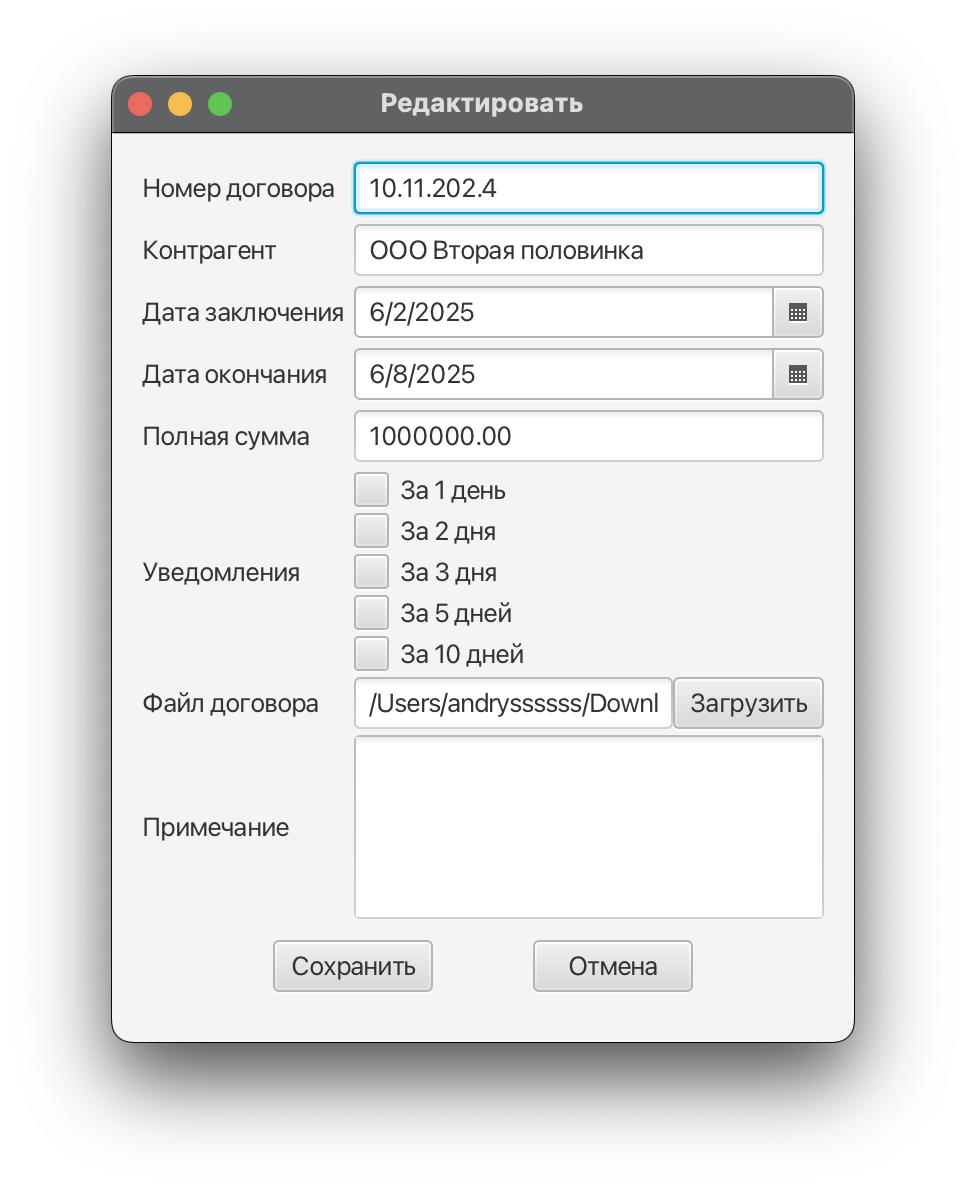 Редактировать
Номер договора 10.11.202.4
Контрагент ООО Вторая половинка
Дата заключения 6/2/2025
Дата окончания 6/8/2025
Полная сумма 1000000.00
За 1 день
За 2 дня
Уведомления За 3 дня
За 5 дней
За 10 дней
Файл договора /Users/andryssssss/Downl Загрузить
Примечание
Сохранить Отмена